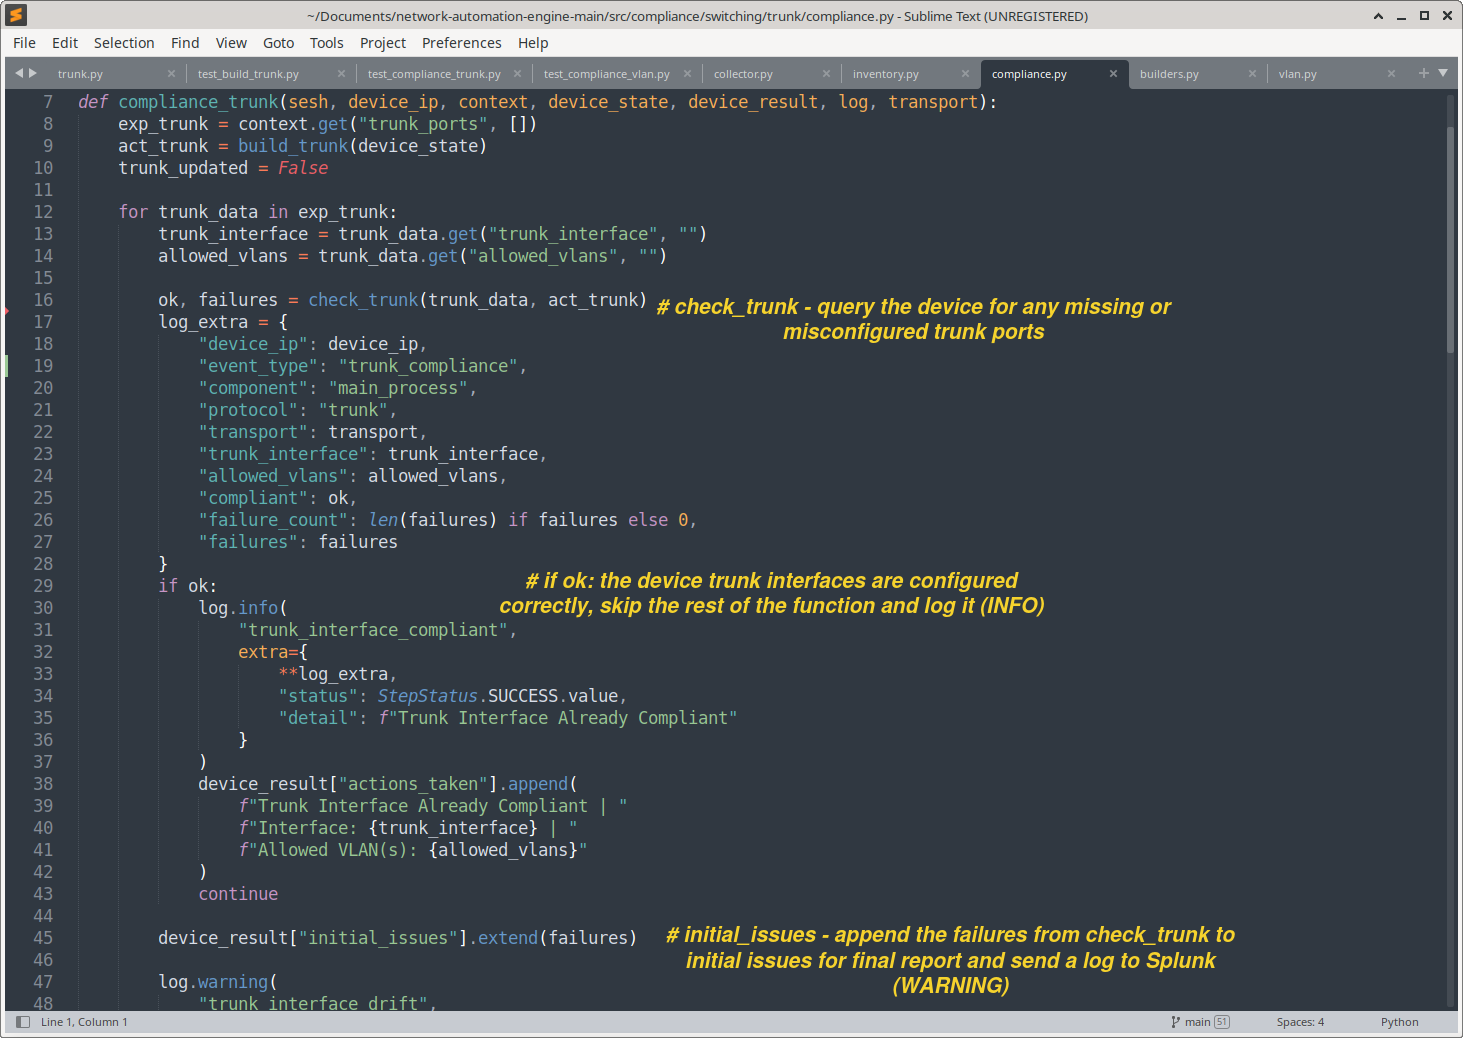 ~/Documents/network-automation-engine-main/src/compliance/switching/trunk/compliance.py - Sublime Text (UNREGISTERED)
File Edit Selection Find View Goto Tools Project Preferences Help
trunk.py test_build_trunk.py test_compliance_trunk.py test_compliance_vlan.py collector.py inventory.py compliance.py builders.py vlan.py
7 def compliance_trunk(sesh, device_ip, context, device_state, device_result, log, transport):
8 exp_trunk = context.get("trunk_ports", [])
9 act_trunk = build_trunk(device_state)
10 trunk_updated = False
11
12 for trunk_data in exp_trunk:
13 trunk_interface = trunk_data.get("trunk_interface", "")
14 allowed_vlans = trunk_data.get("allowed_vlans", "")
15
16 ok, failures = check_trunk(trunk_data, act_trunk)
# check_trunk - query the device for any missing or
misconfigured trunk ports
17 log_extra = {
18 "device_ip": device_ip,
19 "event_type": "trunk_compliance",
20 "component": "main_process",
21 "protocol": "trunk",
22 "transport": transport,
23 "trunk_interface": trunk_interface,
24 "allowed_vlans": allowed_vlans,
25 "compliant": ok,
26 "failure_count": len(failures) if failures else 0,
27 "failures": failures
28 }
29 if ok:
# if ok: the device trunk interfaces are configured
correctly, skip the rest of the function and log it (INFO)
30 log.info(
31 "trunk_interface_compliant",
32 extra={
33 **log_extra,
34 "status": StepStatus.SUCCESS.value,
35 "detail": f"Trunk Interface Already Compliant"
36 }
37 )
38 device_result["actions_taken"].append(
39 f"Trunk Interface Already Compliant | "
40 f"Interface: {trunk_interface} | "
41 f"Allowed VLAN(s): {allowed_vlans}"
42 )
43 continue
44
45 device_result["initial_issues"].extend(failures)
# initial_issues - append the failures from check_trunk to
initial issues for final report and send a log to Splunk
(WARNING)
46
47 log.warning(
48 "trunk_interface_drift",
Line 1, Column 1 main 51 Spaces: 4 Python